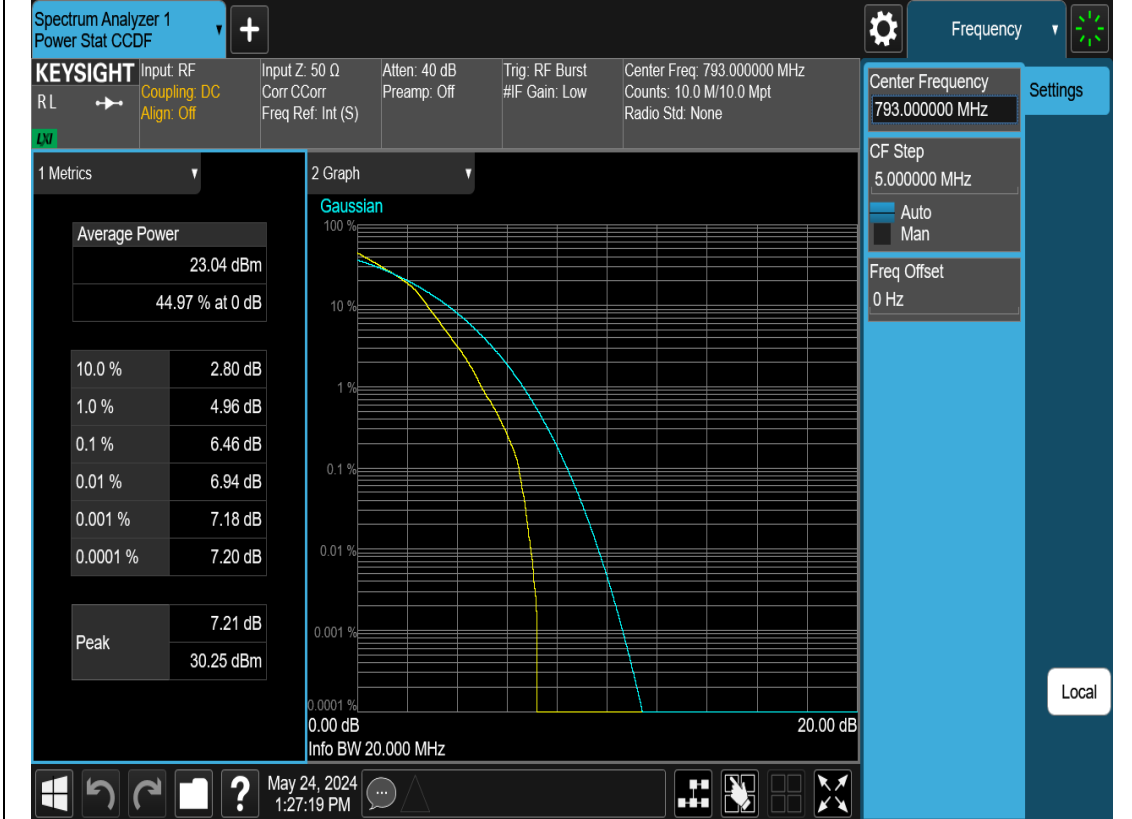 Spectrum Analyzer 1
Power Stat CCDF
Frequency
KEYSIGHT
RL
LXI
Input: RF
Coupling: DC
Align: Off
Input Z: 50 Ω
Corr CCorr
Freq Ref: Int (S)
Atten: 40 dB
Preamp: Off
Trig: RF Burst
#IF Gain: Low
Center Freq: 793.000000 MHz
Counts: 10.0 M/10.0 Mpt
Radio Std: None
Center Frequency
793.000000 MHz
Settings
CF Step
5.000000 MHz
Auto
Man
Freq Offset
0 Hz
Local
1 Metrics
Average Power
23.04 dBm
44.97 % at 0 dB
10.0 % 2.80 dB
1.0 % 4.96 dB
0.1 % 6.46 dB
0.01 % 6.94 dB
0.001 % 7.18 dB
0.0001 % 7.20 dB
Peak
7.21 dB
30.25 dBm
2 Graph
Gaussian
100 %
10 %
1 %
0.1 %
0.01 %
0.001 %
0.0001 %
0.00 dB 20.00 dB
Info BW 20.000 MHz
?
May 24, 2024
1:27:19 PM